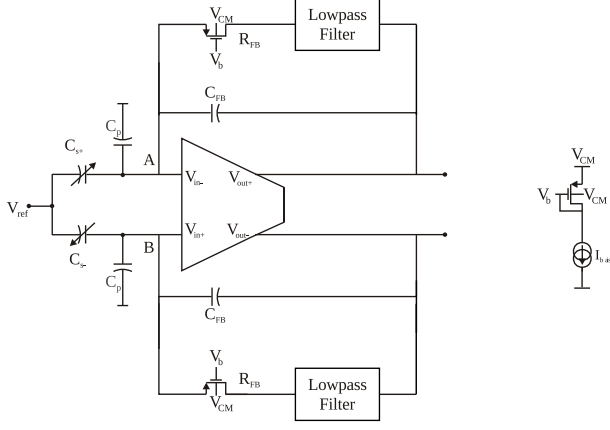 V_CM
Lowpass
Filter
R_FB
V_b
C_FB
C_p
C_s+
A
V_in-
V_out+
V_CM
V_b
V_CM
V_ref
V_in+
V_out-
B
C_s-
I_bias
C_p
C_FB
V_b
R_FB
Lowpass
Filter
V_CM